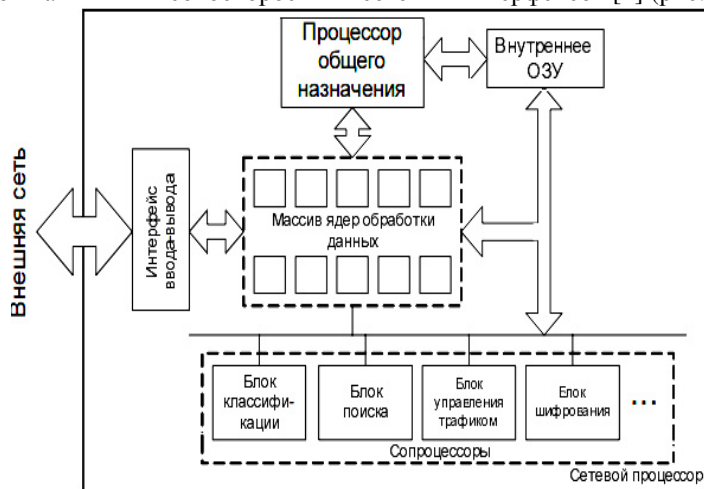 Процессор
общего
назначения
Внутреннее
ОЗУ
Внешняя сеть
Интерфейс
ввода-вывода
Массив ядер обработки
данных
Блок
классифи-
кации
Блок
поиска
Блок
управления
трафиком
Блок
шифрования
...
Сопроцессоры
Сетевой процессор